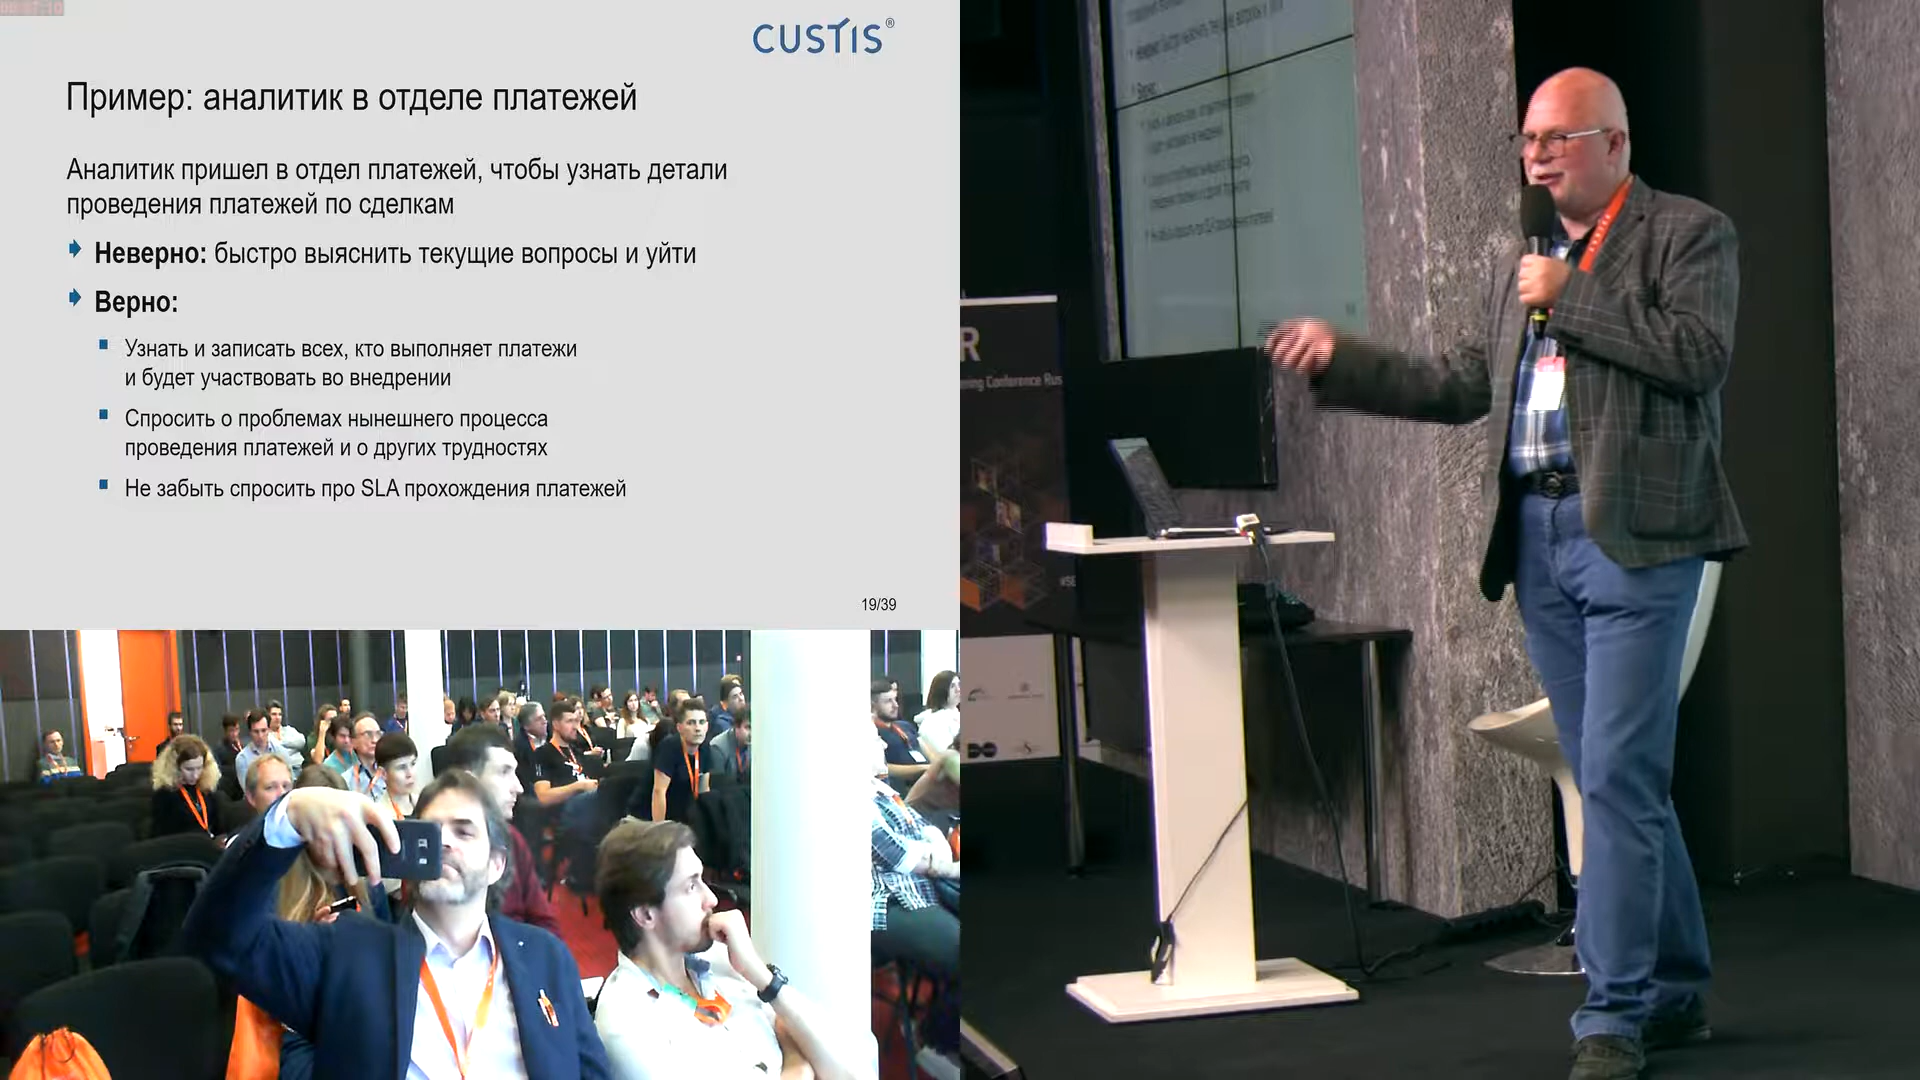 CUSTIS®
Пример: аналитик в отделе платежей
Аналитик пришел в отдел платежей, чтобы узнать детали
проведения платежей по сделкам
Неверно: быстро выяснить текущие вопросы и уйти
Верно:
Узнать и записать всех, кто выполняет платежи
и будет участвовать во внедрении
Спросить о проблемах нынешнего процесса
проведения платежей и о других трудностях
Не забыть спросить про SLA прохождения платежей
19/39
R
Conference Rus